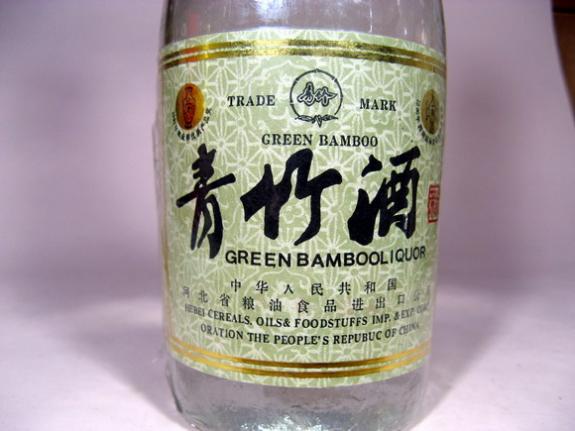 TRADE MARK
GREEN BAMBOO
青竹酒
GREEN BAMBOOLIQUOR
中华人民共和国
河北省粮油食品进出口公司
HEBEI CEREALS, OILS& FOODSTUFFS IMP. & EXP.
ORATION THE PEOPLE'S REPUBUC OF CHINA